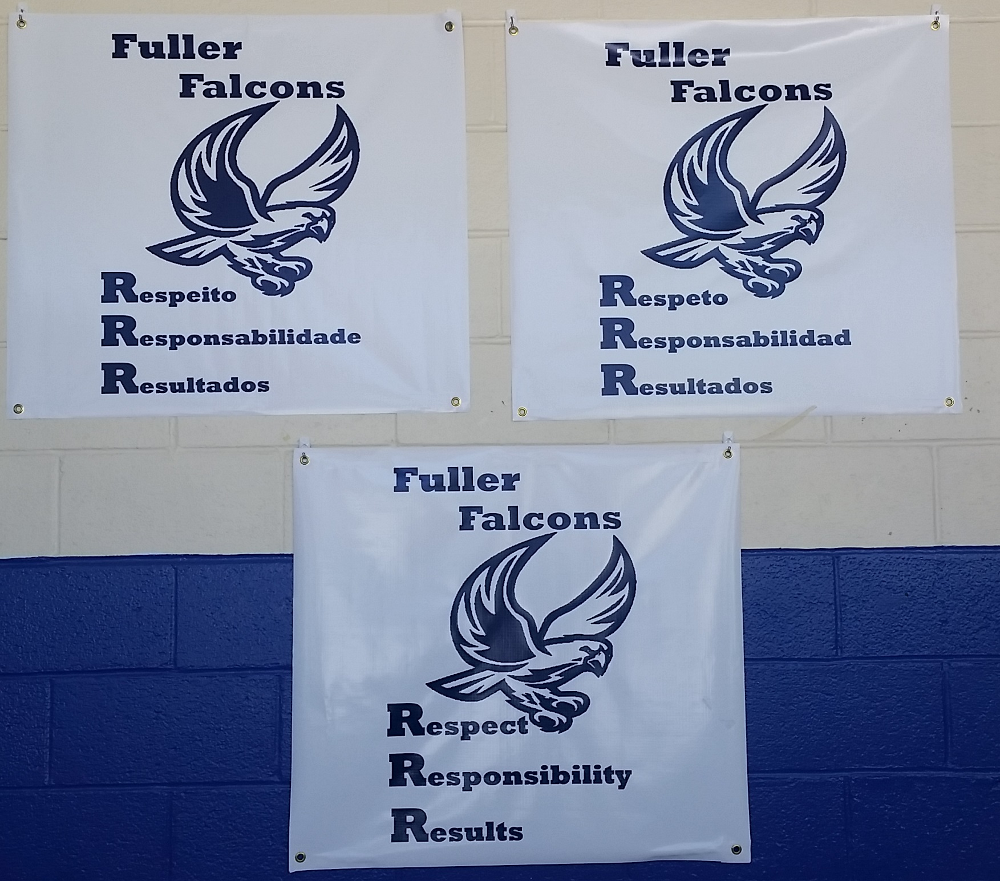 Fuller
Falcons
Respeito
Responsabilidade
Resultados
Fuller
Falcons
Respeto
Responsabilidad
Resultados
Fuller
Falcons
Respect
Responsibility
Results